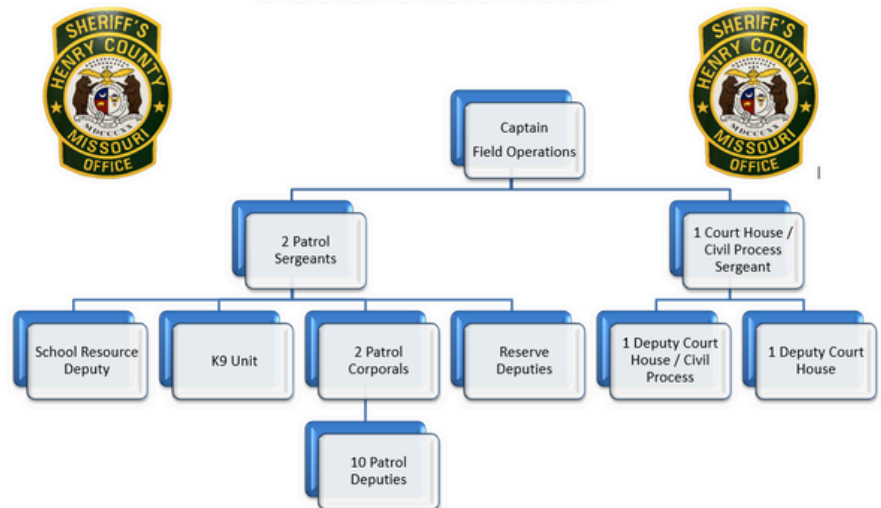 SHERIFF'S
HENRY COUNTY
MDCCCXX
MISSOURI
OFFICE
SHERIFF'S
HENRY COUNTY
MDCCCXX
MISSOURI
OFFICE
Captain
Field Operations
2 Patrol
Sergeants
1 Court House /
Civil Process
Sergeant
School Resource
Deputy
K9 Unit
2 Patrol
Corporals
Reserve
Deputies
1 Deputy Court
House / Civil
Process
1 Deputy Court
House
10 Patrol
Deputies